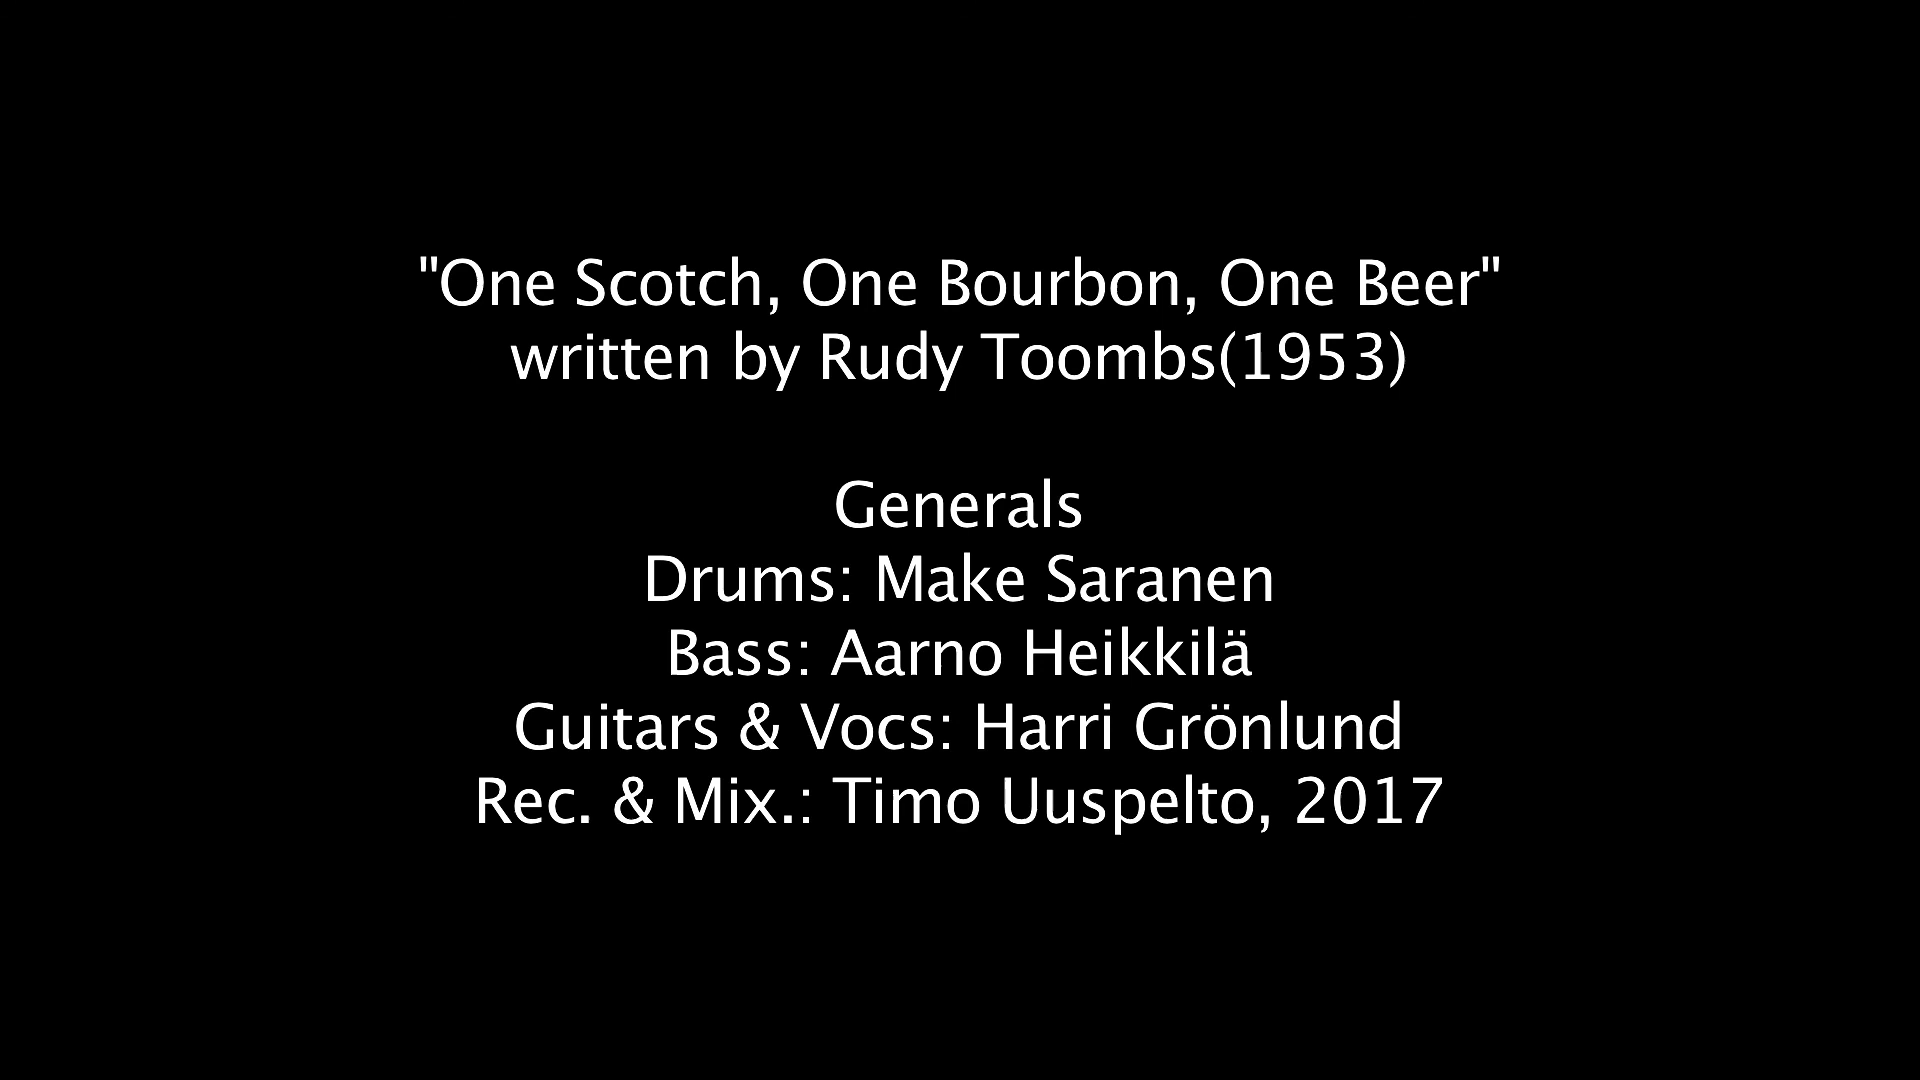 "One Scotch, One Bourbon, One Beer"
written by Rudy Toombs(1953)
Generals
Drums: Make Saranen
Bass: Aarno Heikkilä
Guitars & Vocs: Harri Grönlund
Rec. & Mix.: Timo Uuspelto, 2017